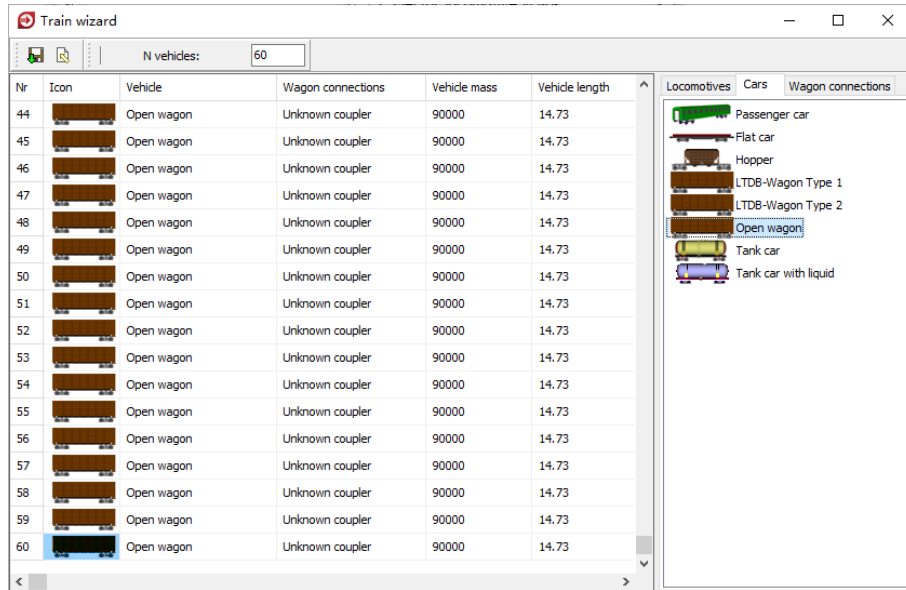 Train wizard
N vehicles: 60
Nr Icon Vehicle Wagon connections Vehicle mass Vehicle length
44 Open wagon Unknown coupler 90000 14.73
45 Open wagon Unknown coupler 90000 14.73
46 Open wagon Unknown coupler 90000 14.73
47 Open wagon Unknown coupler 90000 14.73
48 Open wagon Unknown coupler 90000 14.73
49 Open wagon Unknown coupler 90000 14.73
50 Open wagon Unknown coupler 90000 14.73
51 Open wagon Unknown coupler 90000 14.73
52 Open wagon Unknown coupler 90000 14.73
53 Open wagon Unknown coupler 90000 14.73
54 Open wagon Unknown coupler 90000 14.73
55 Open wagon Unknown coupler 90000 14.73
56 Open wagon Unknown coupler 90000 14.73
57 Open wagon Unknown coupler 90000 14.73
58 Open wagon Unknown coupler 90000 14.73
59 Open wagon Unknown coupler 90000 14.73
60 Open wagon Unknown coupler 90000 14.73
Locomotives Cars Wagon connections
Passenger car
Flat car
Hopper
LTDB-Wagon Type 1
LTDB-Wagon Type 2
Open wagon
Tank car
Tank car with liquid